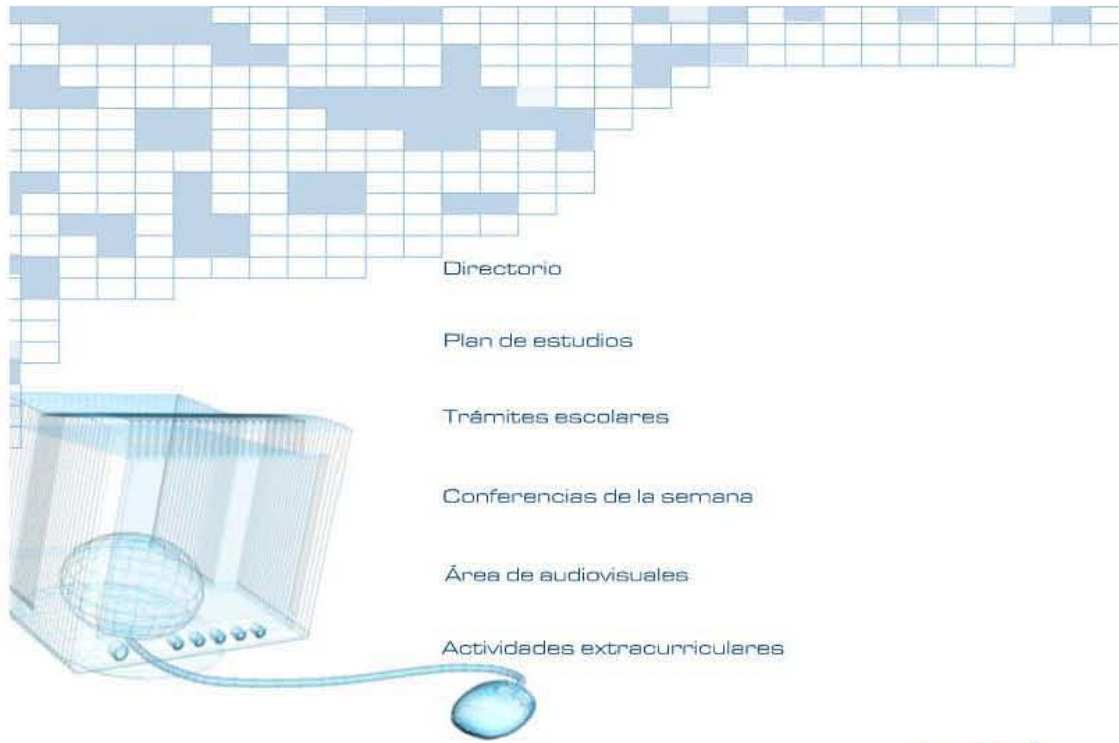 Directorio
Plan de estudios
Trámites escolares
Conferencias de la semana
Área de audiovisuales
Actividades extracurriculares